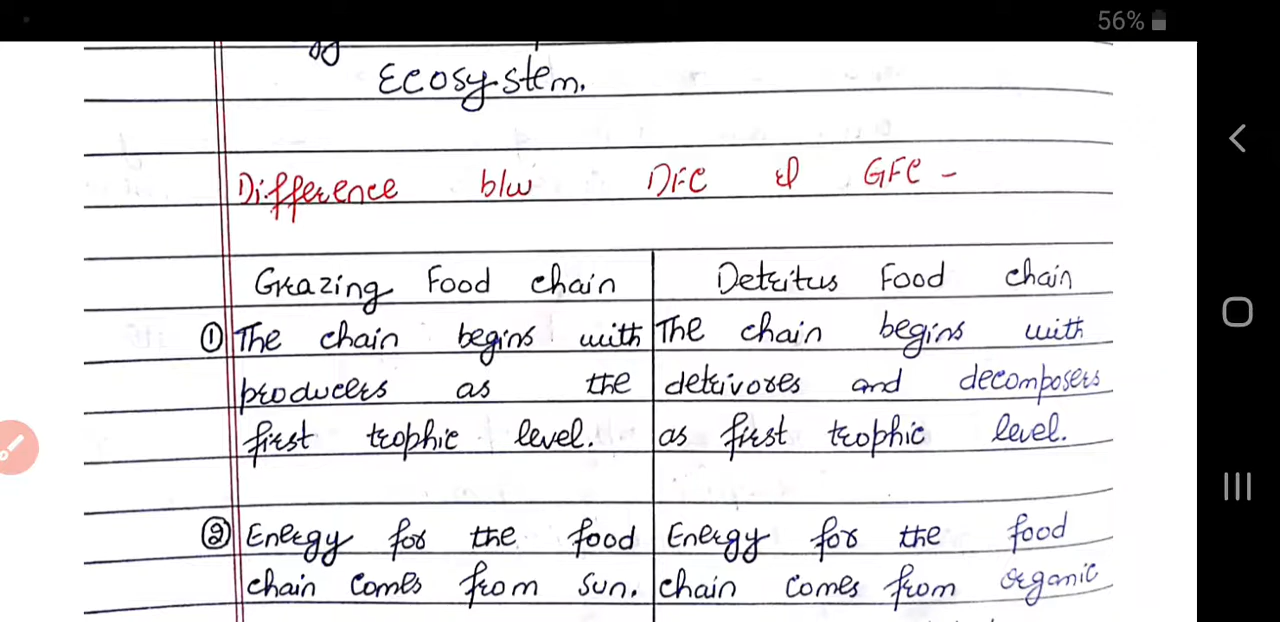 56%
Ecosystem.
Difference b/w DFC & GFC -
Grazing Food chain
Detritus Food chain
① The chain begins with
producers as the
first trophic level.
The chain begins with
detrivores and decomposers
as first trophic level.
② Energy for the food
chain comes from sun.
Energy for the food
chain comes from organic